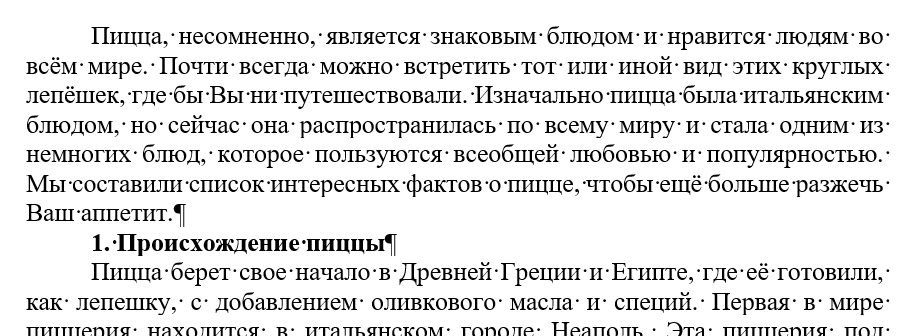 Пицца, несомненно, является знаковым блюдом и нравится людям во
всём мире. Почти всегда можно встретить тот или иной вид этих круглых
лепёшек, где бы Вы ни путешествовали. Изначально пицца была итальянским
блюдом, но сейчас она распространилась по всему миру и стала одним из
немногих блюд, которое пользуются всеобщей любовью и популярностью.
Мы составили список интересных фактов о пицце, чтобы ещё больше разжечь
Ваш аппетит.¶
1. Происхождение пиццы¶
Пицца берет свое начало в Древней Греции и Египте, где её готовили,
как лепешку, с добавлением оливкового масла и специй. Первая в мире
пиццерия находится в итальянском городе Неаполь. Эта пиццерия под